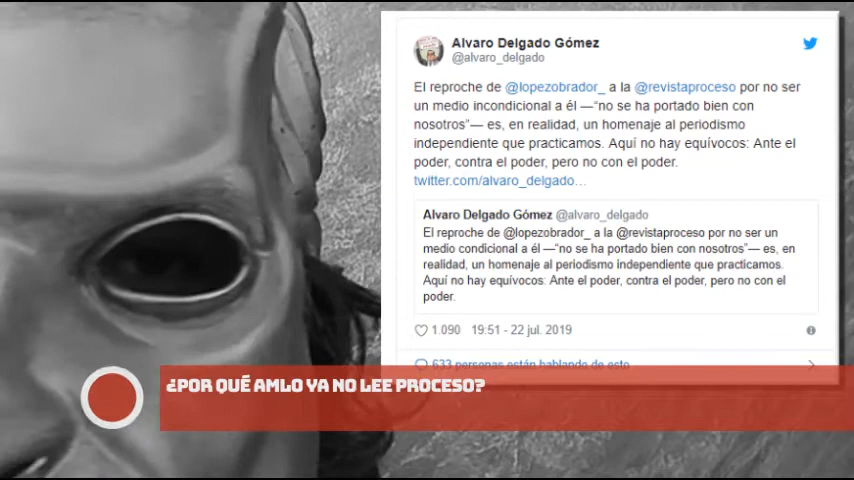 Alvaro Delgado Gómez
@alvaro_delgado
El reproche de @lopezobrador_ a la @revistaproceso por no ser
un medio incondicional a él —“no se ha portado bien con
nosotros”— es, en realidad, un homenaje al periodismo
independiente que practicamos. Aquí no hay equívocos: Ante el
poder, contra el poder, pero no con el poder.
twitter.com/alvaro_delgado…
Alvaro Delgado Gómez @alvaro_delgado
El reproche de @lopezobrador_ a la @revistaproceso por no ser un
medio condicional a él —“no se ha portado bien con nosotros”— es, en
realidad, un homenaje al periodismo independiente que practicamos.
Aquí no hay equívocos: Ante el poder, contra el poder, pero no con el
poder.
1.090 19:51 - 22 jul. 2019
633 personas están hablando de esto
¿POR QUÉ AMLO YA NO LEE PROCESO?